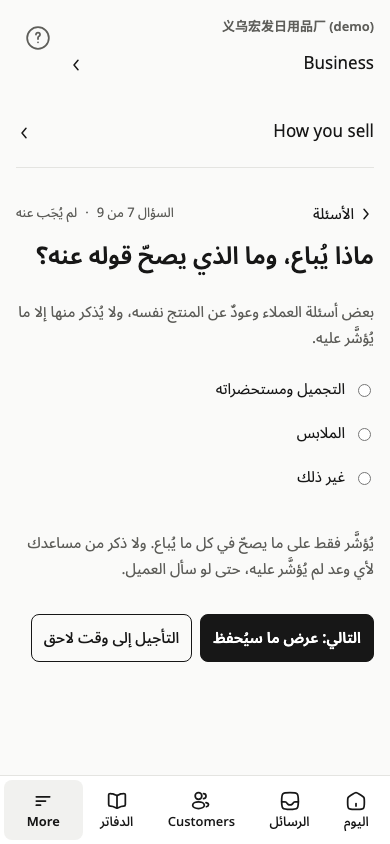 义乌宏发日用品厂 (demo)
Business
How you sell
الأسئلة
السؤال 7 من 9 · لم يُجَب عنه
ماذا يُباع، وما الذي يصحّ قوله عنه؟
بعض أسئلة العملاء وعودٌ عن المنتج نفسه، ولا يُذكر منها إلا ما
يُؤشَّر عليه.
التجميل ومستحضراته
الملابس
غير ذلك
يُؤشَّر فقط على ما يصحّ في كل ما يُباع. ولا ذكر من مساعدك
لأي وعد لم يُؤشَّر عليه، حتى لو سأل العميل.
التالي: عرض ما سيُحفظ
التأجيل إلى وقت لاحق
اليوم
الرسائل
Customers
الدفاتر
More